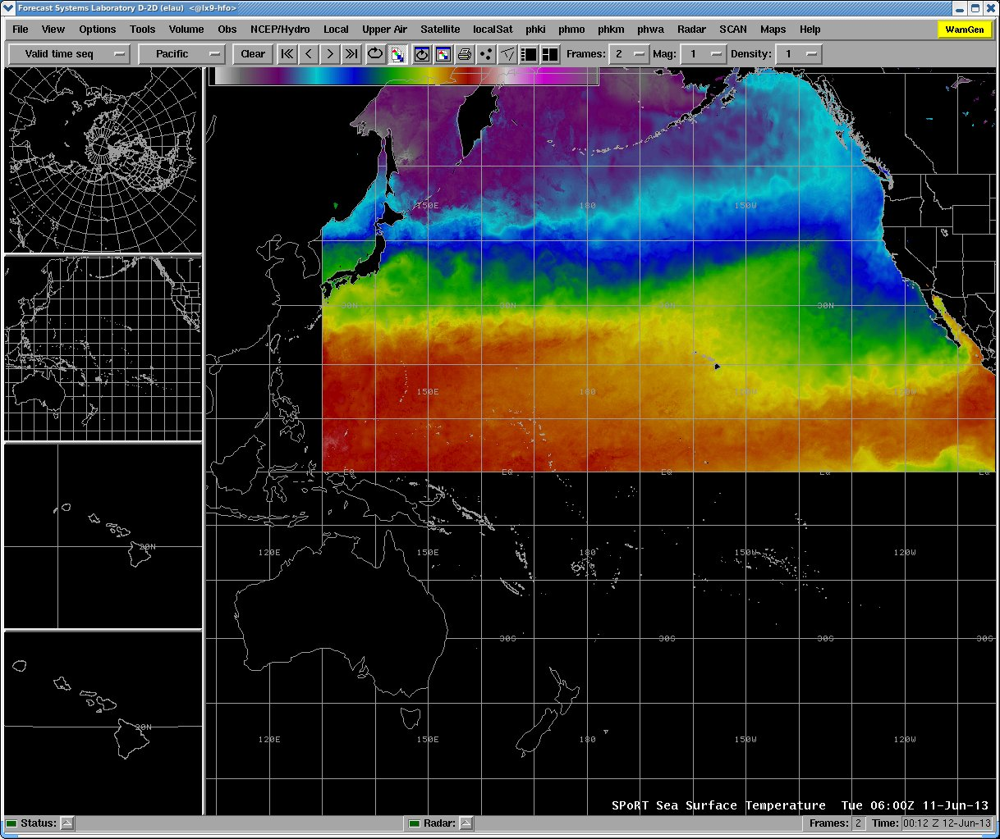 Forecast Systems Laboratory D-2D (elau) <@lx9-hfo>
File View Options Tools Volume Obs NCEP/Hydro Local Upper Air Satellite localSat phki phmo phkm phwa Radar SCAN Maps Help WarnGen
Valid time seq Pacific Clear Frames: 2 Mag: 1 Density: 1
150E 180 150W
30N 30N 30N 30N
20N
150E 180 150W 120W
EQ EQ EQ EQ EQ
120E 150E 180 150W 120W
30S 30S 30S 30S
20N
120E 150E 180 150W 120W
SPoRT Sea Surface Temperature Tue 06:00Z 11-Jun-13
Status: Radar: Frames: 2 Time: 00:12 Z 12-Jun-13